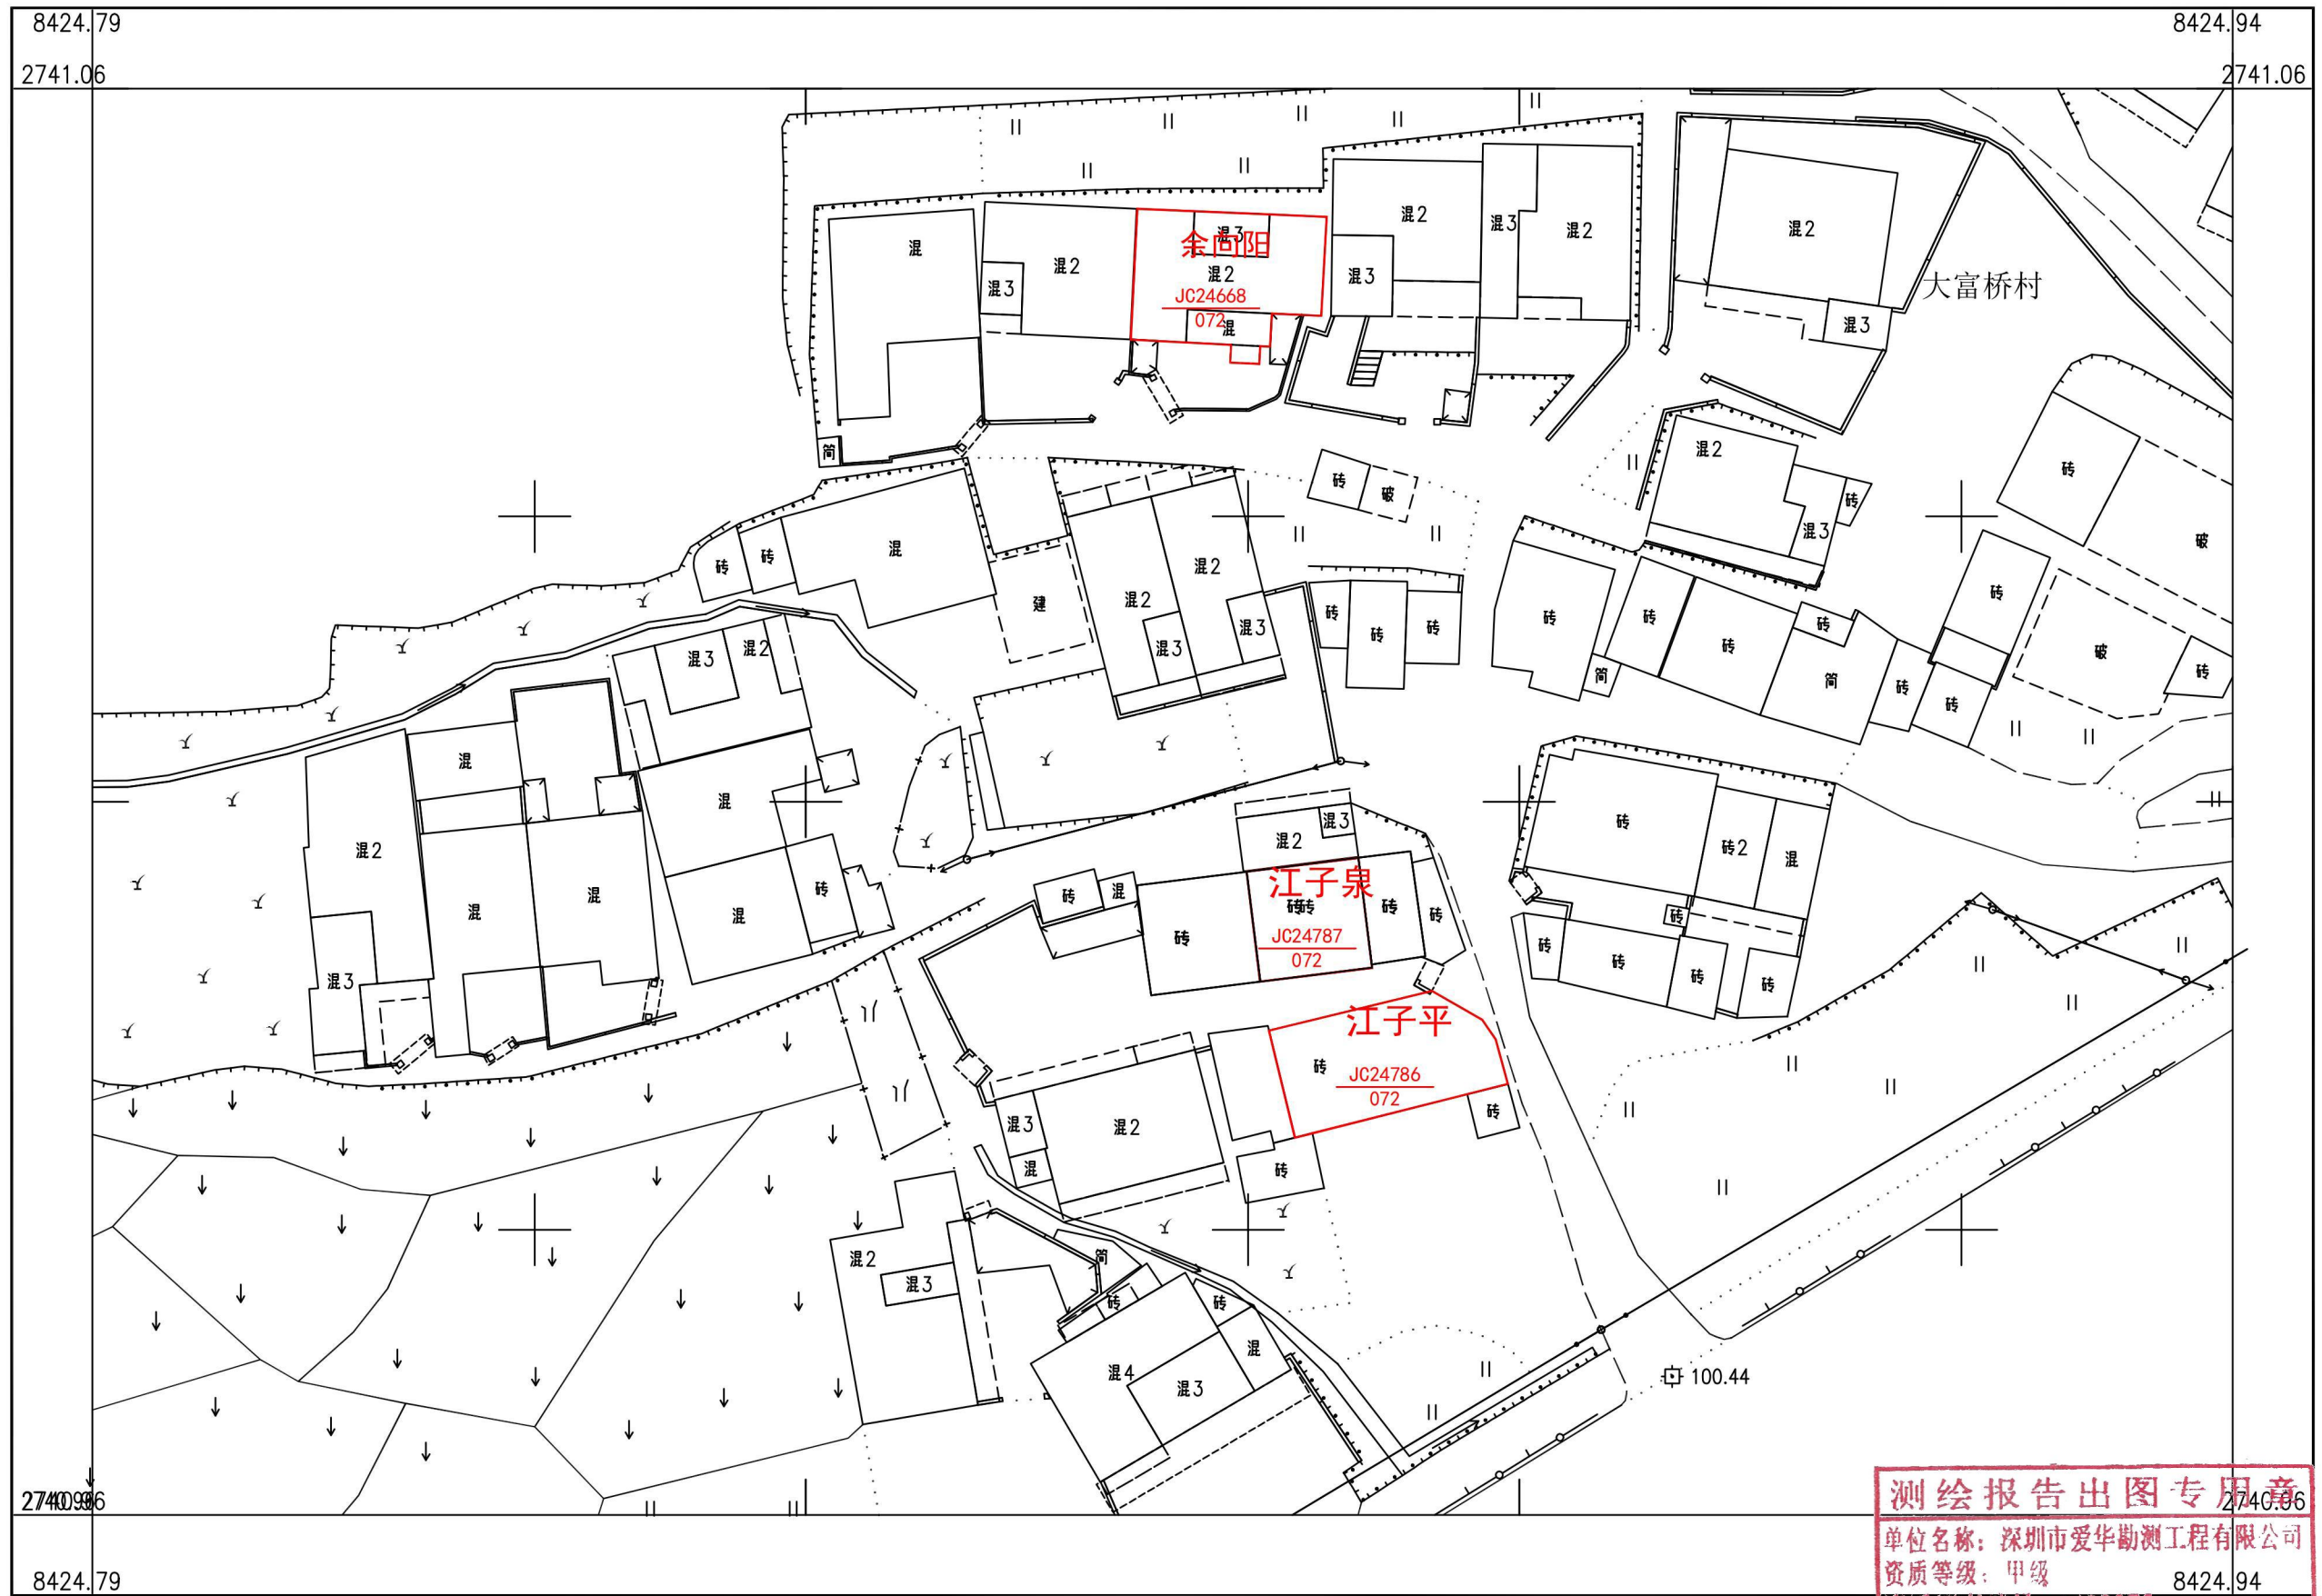 8424.79
8424.94
2741.06
2741.06
混
混2
混3
混3
余向阳
混2
JC24668
072
混
混2
混3
混3
混2
混2
大富桥村
混3
简
砖
破
混2
砖
混3
砖
破
砖
砖
混
建
混2
混2
混3
混3
砖
砖
砖
砖
简
砖
砖
砖
简
砖
砖
砖
破
砖
混3
混2
混
混2
混3
混
混
混
混
砖
混2
混3
砖
混
砖
江子泉
砖砖
JC24787
072
砖
砖
砖
砖2
混
砖
砖
砖
砖
砖
江子平
砖
JC24786
072
砖
混3
混2
混
砖
混2
混3
简
砖
砖
混
混4
混3
100.44
2740.96
2740.96
测绘报告出图专用章
单位名称：深圳市爱华勘测工程有限公司
资质等级：甲级
8424.79
8424.94